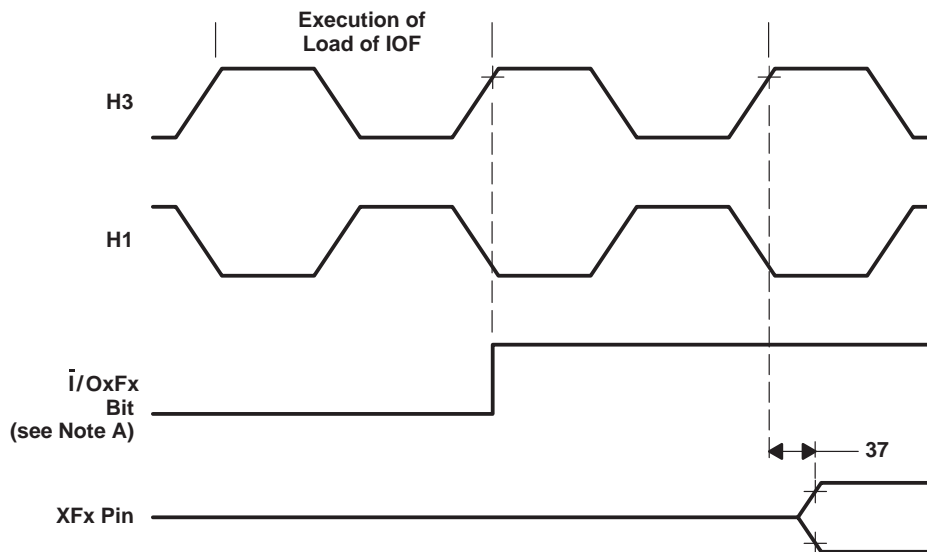 Execution of
Load of IOF
H3
H1
Ī/OxFx
Bit
(see Note A)
37
XFx Pin